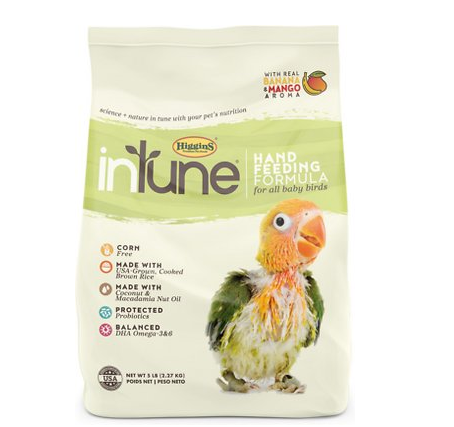 WITH REAL
BANANA
& MANGO
AROMA
science + nature in tune with your pet's nutrition
HigginS
intune®
HAND
FEEDING
FORMULA
for all baby birds
CORN
Free
MADE WITH
USA-Grown, Cooked
Brown Rice
MADE WITH
Coconut &
Macadamia Nut Oil
PROTECTED
Probiotics
BALANCED
DHA Omega-3&6
USA
NET WT 5 LB (2.27 KG)
POIDS NET | PESO NETO